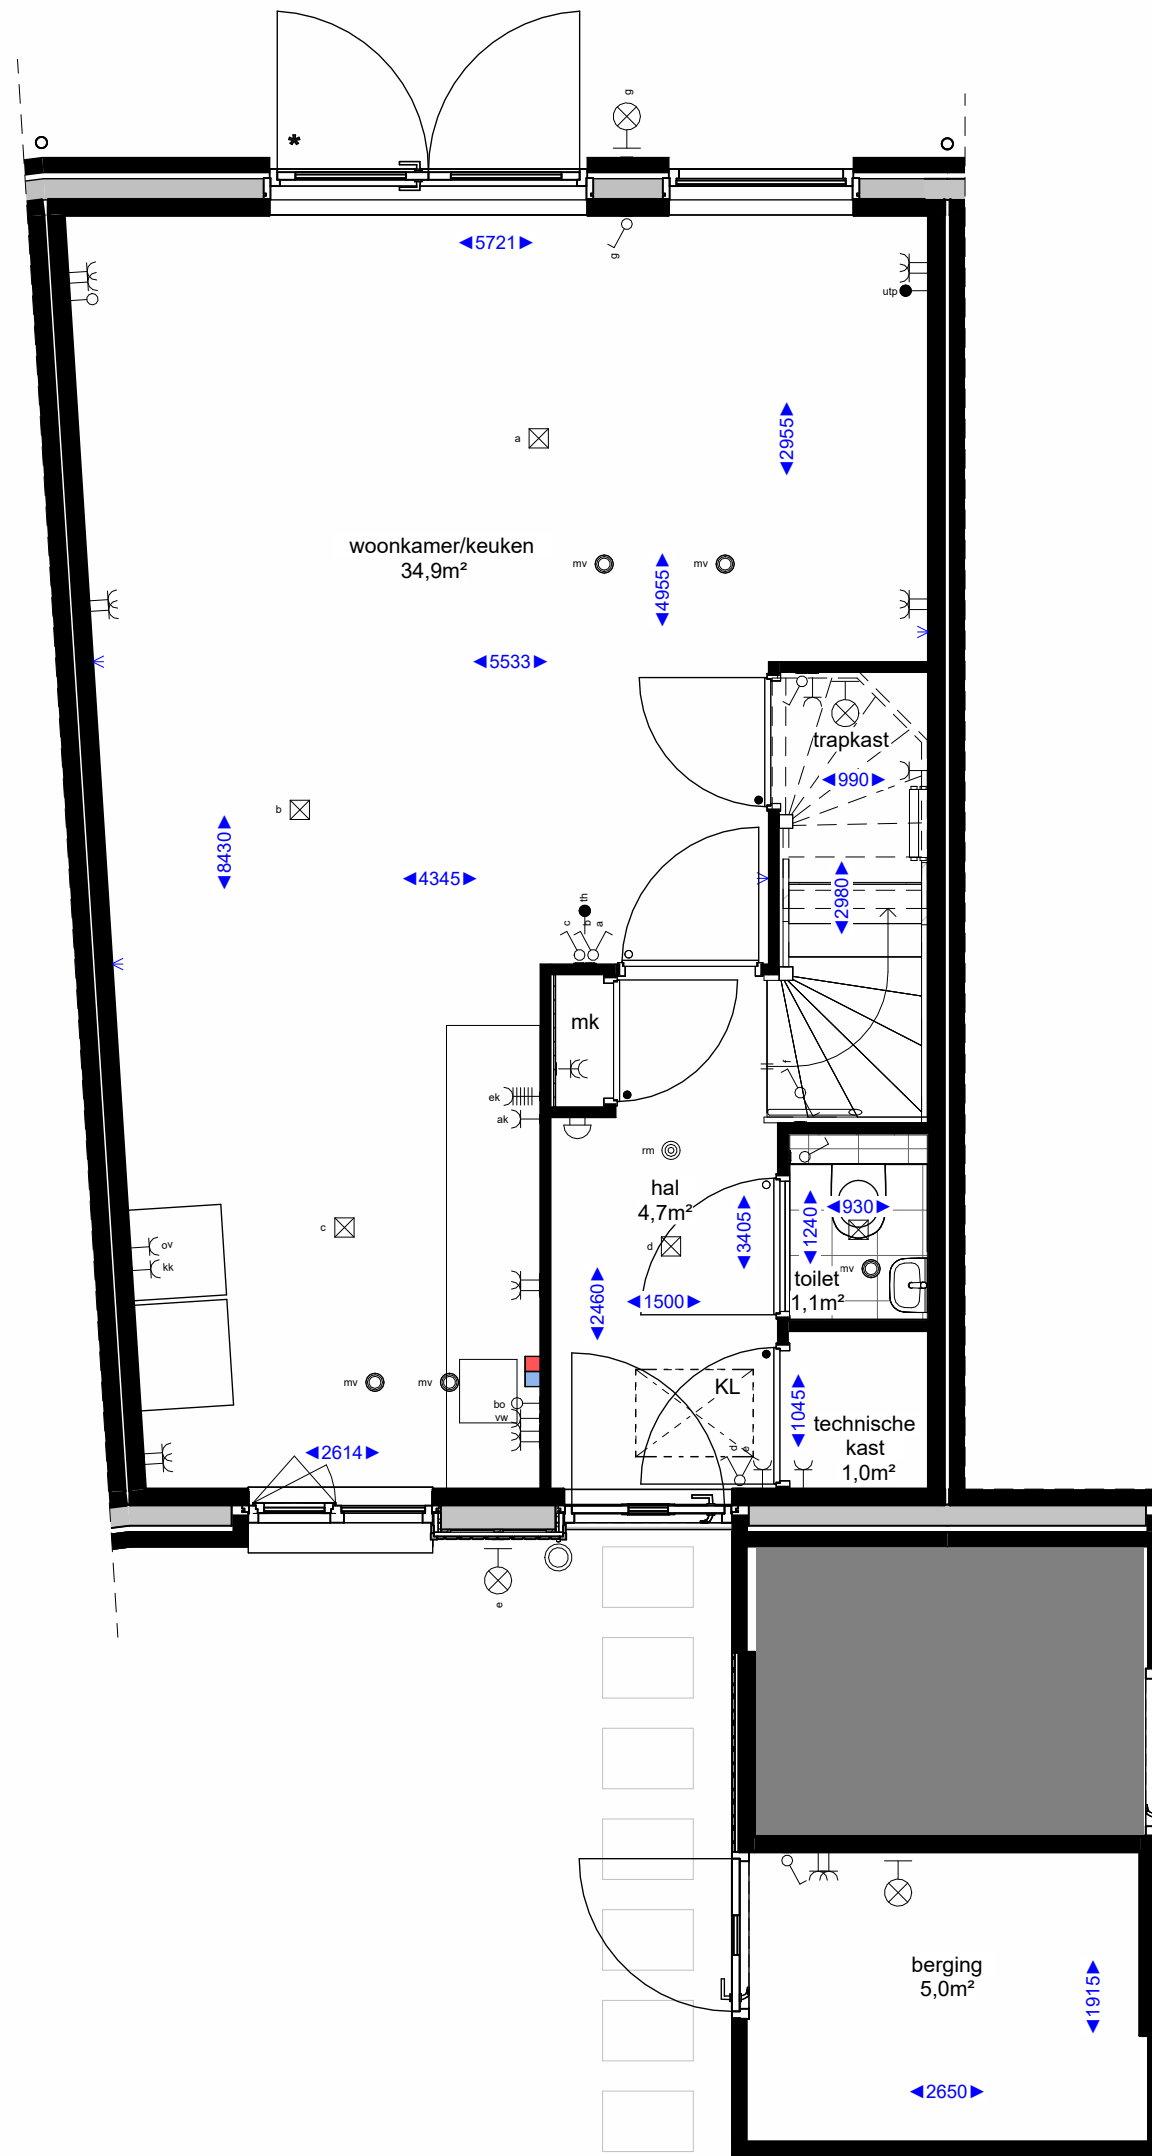 g
*
5721
g
utp
a
2955
woonkamer/keuken
34,9m²
mv
mv
4955
5533
trapkast
990
b
8430
4345
2980
th
c
b
a
mk
f
ek
ak
rm
hal
4,7m²
3405
1240
930
c
d
ov
kk
mv
toilet
1,1m²
2460
1500
mv
mv
KL
1045
bo
vw
technische
kast
1,0m²
d
e
2614
e
berging
5,0m²
1915
2650